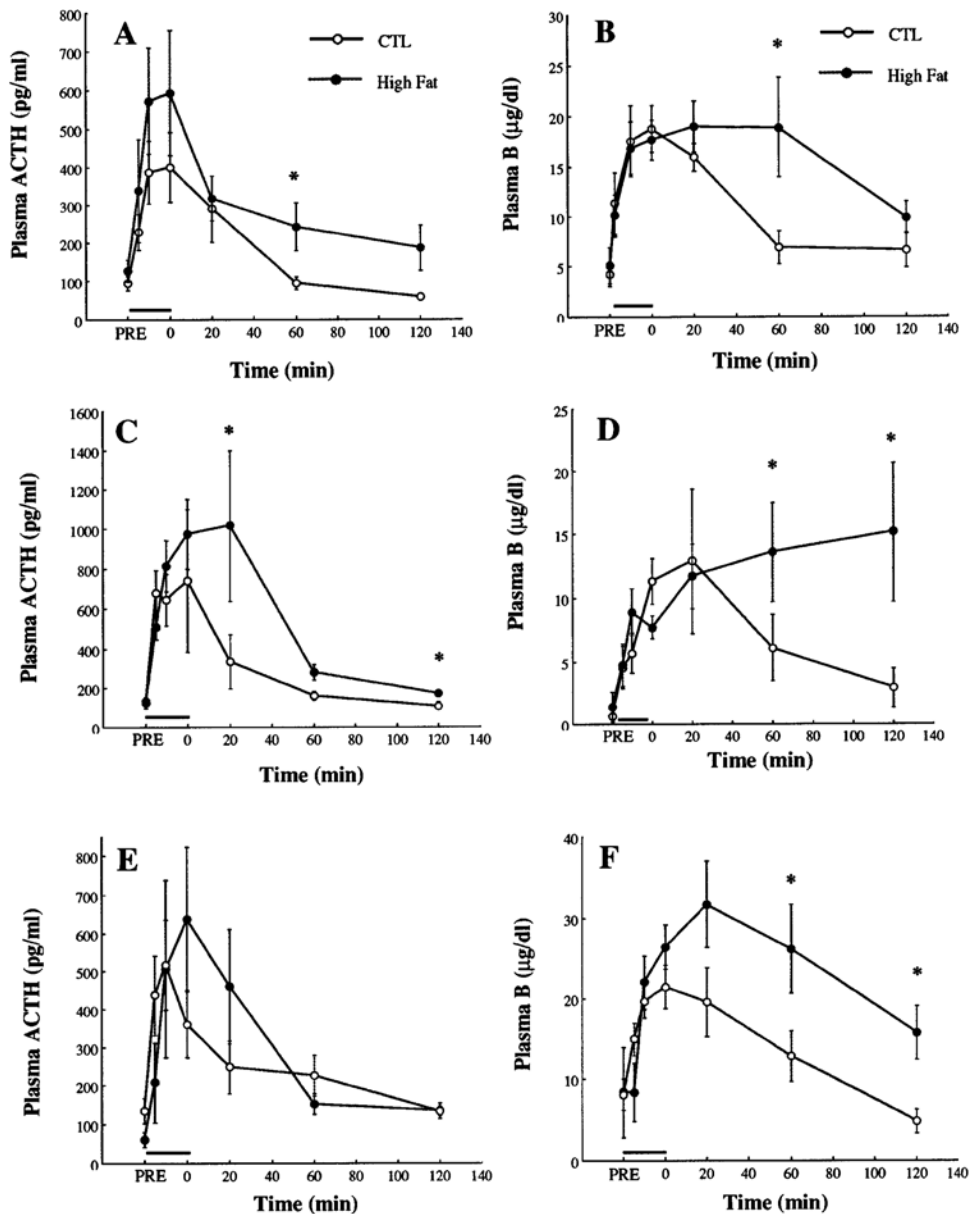 A
CTL
High Fat
Plasma ACTH (pg/ml)
800
700
600
500
400
300
200
100
0
*
PRE 0 20 40 60 80 100 120 140
Time (min)
B
CTL
High Fat
Plasma B (µg/dl)
30
25
20
15
10
5
0
*
PRE 0 20 40 60 80 100 120 140
Time (min)
C
Plasma ACTH (pg/ml)
1600
1400
1200
1000
800
600
400
200
0
*
*
PRE 0 20 40 60 80 100 120 140
Time (min)
D
Plasma B (µg/dl)
25
20
15
10
5
0
*
*
PRE 0 20 40 60 80 100 120 140
Time (min)
E
Plasma ACTH (pg/ml)
800
700
600
500
400
300
200
100
0
PRE 0 20 40 60 80 100 120 140
Time (min)
F
Plasma B (µg/dl)
40
30
20
10
0
*
*
PRE 0 20 40 60 80 100 120 140
Time (min)